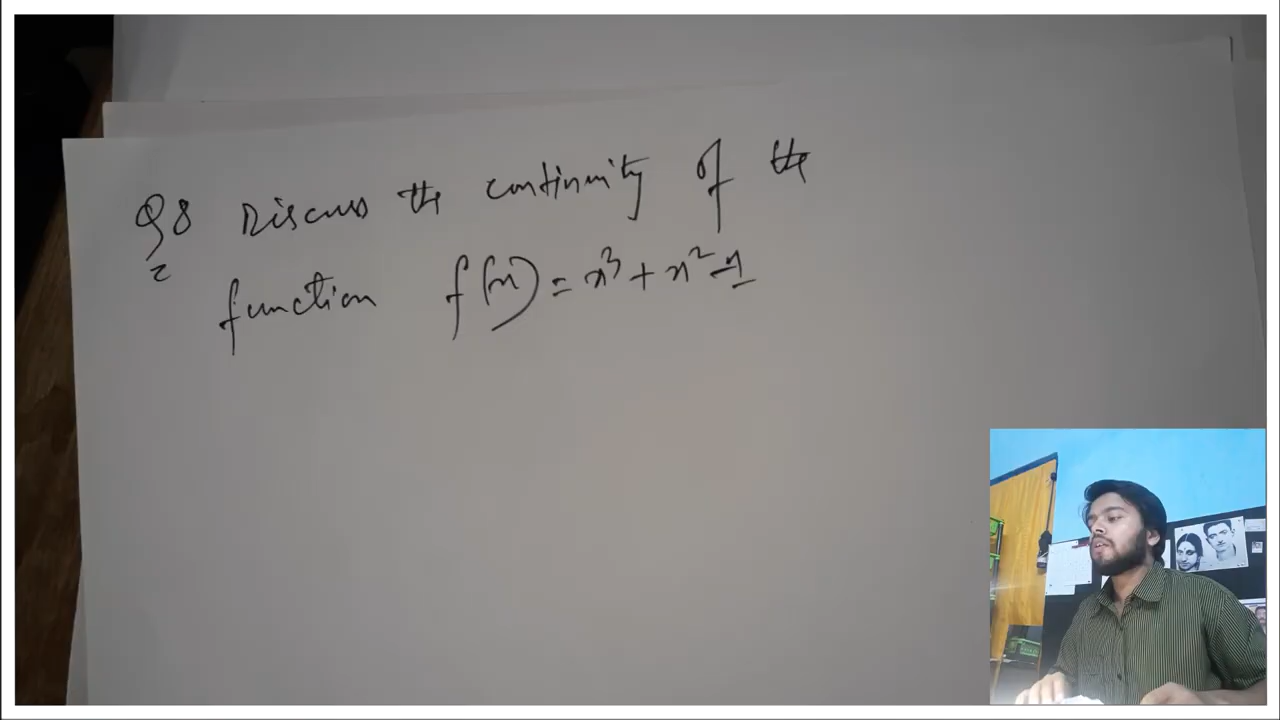 Q8 Discuss the continuity of the
function f(x) = x³ + x² - 1